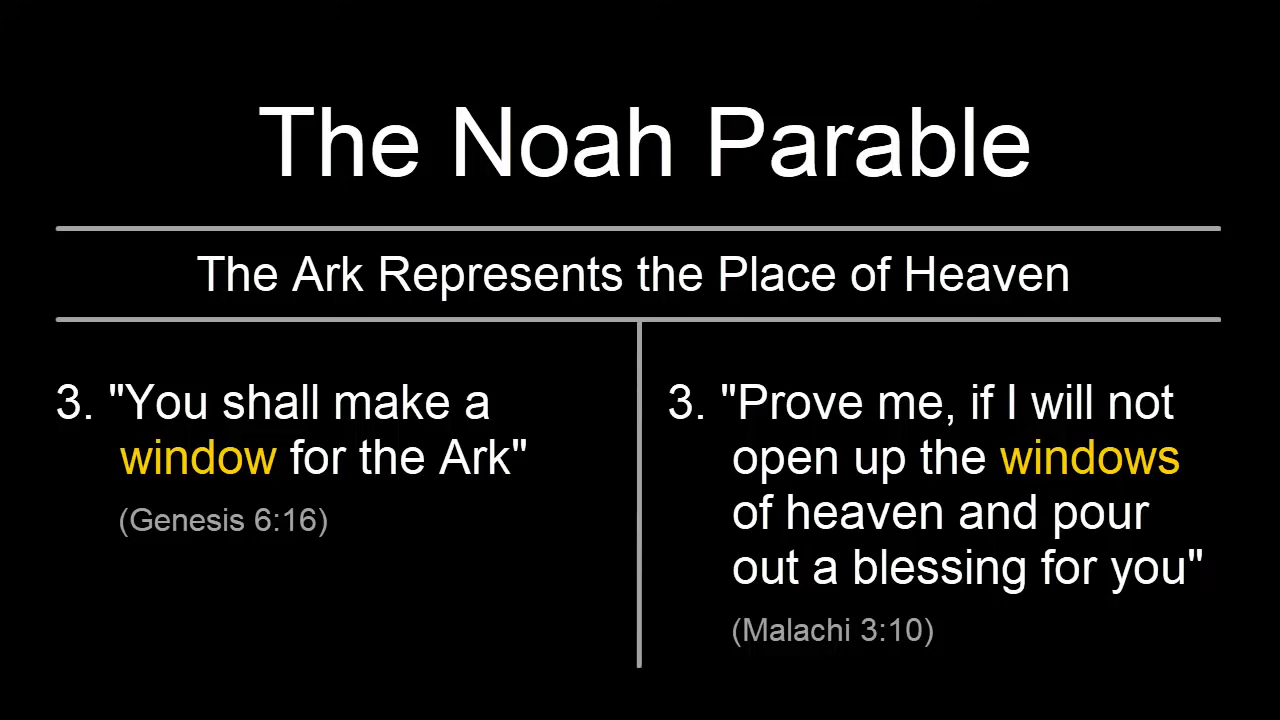 The Noah Parable
The Ark Represents the Place of Heaven
3. "You shall make a
window for the Ark"
(Genesis 6:16)
3. "Prove me, if I will not
open up the windows
of heaven and pour
out a blessing for you"
(Malachi 3:10)